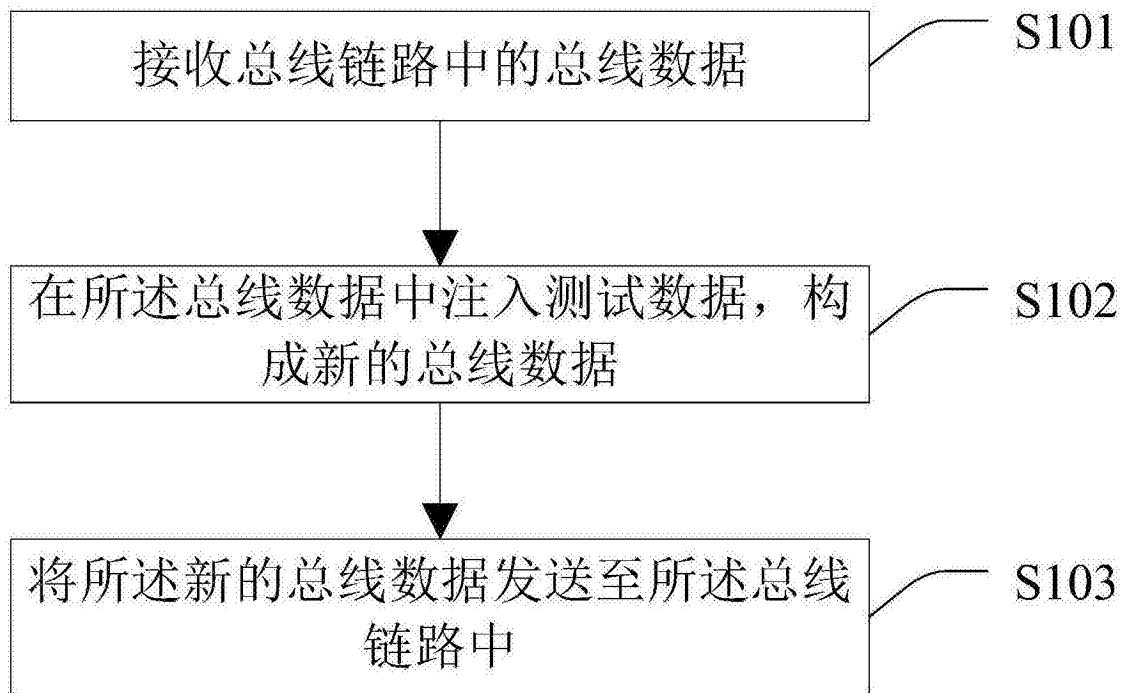 接收总线链路中的总线数据
S101
在所述总线数据中注入测试数据，构
成新的总线数据
S102
将所述新的总线数据发送至所述总线
链路中
S103